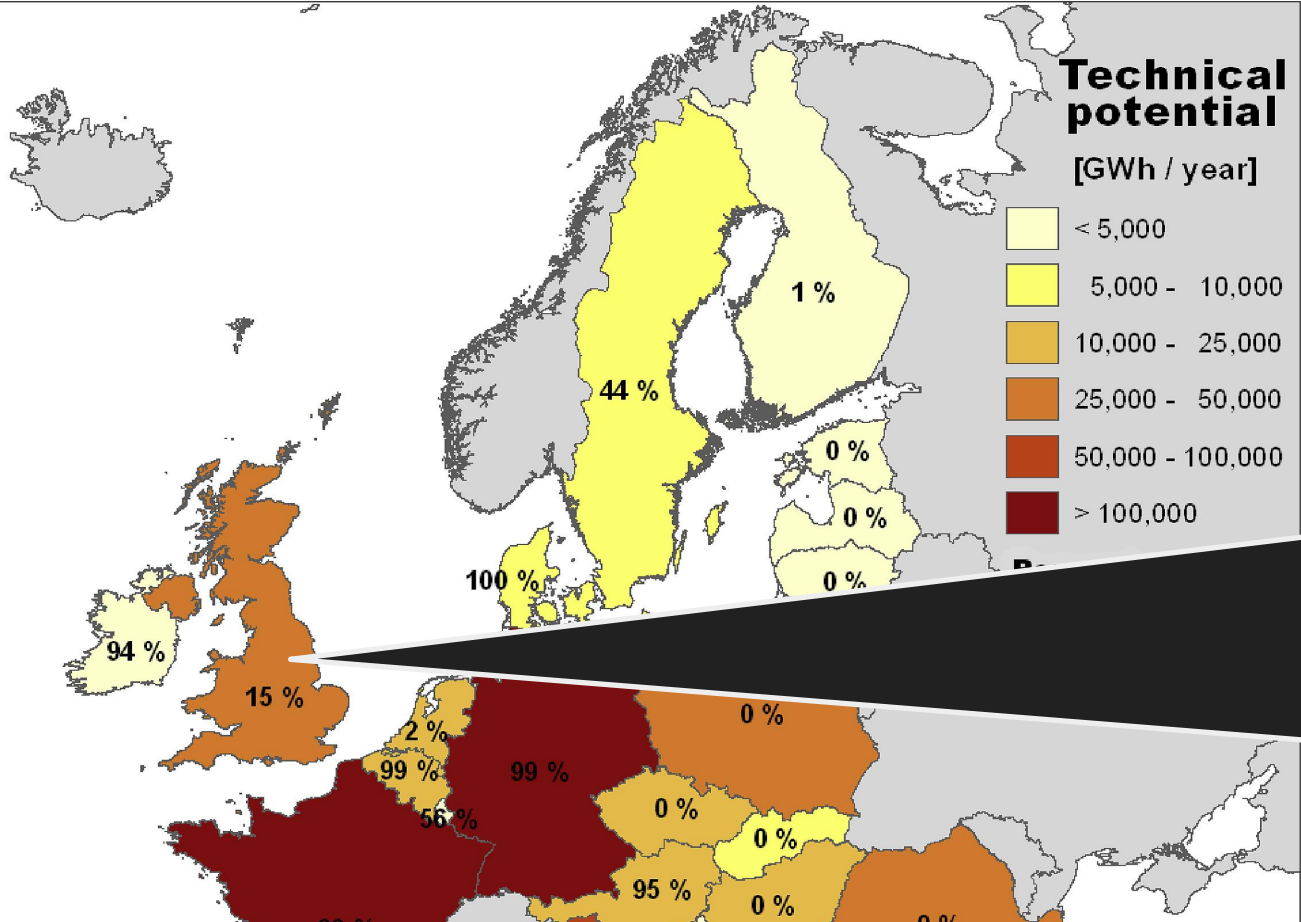 Technical
potential
[GWh / year]
< 5,000
5,000 - 10,000
10,000 - 25,000
25,000 - 50,000
50,000 - 100,000
> 100,000
1 %
44 %
0 %
0 %
0 %
100 %
94 %
15 %
0 %
2 %
99 %
99 %
0 %
56 %
0 %
95 %
0 %